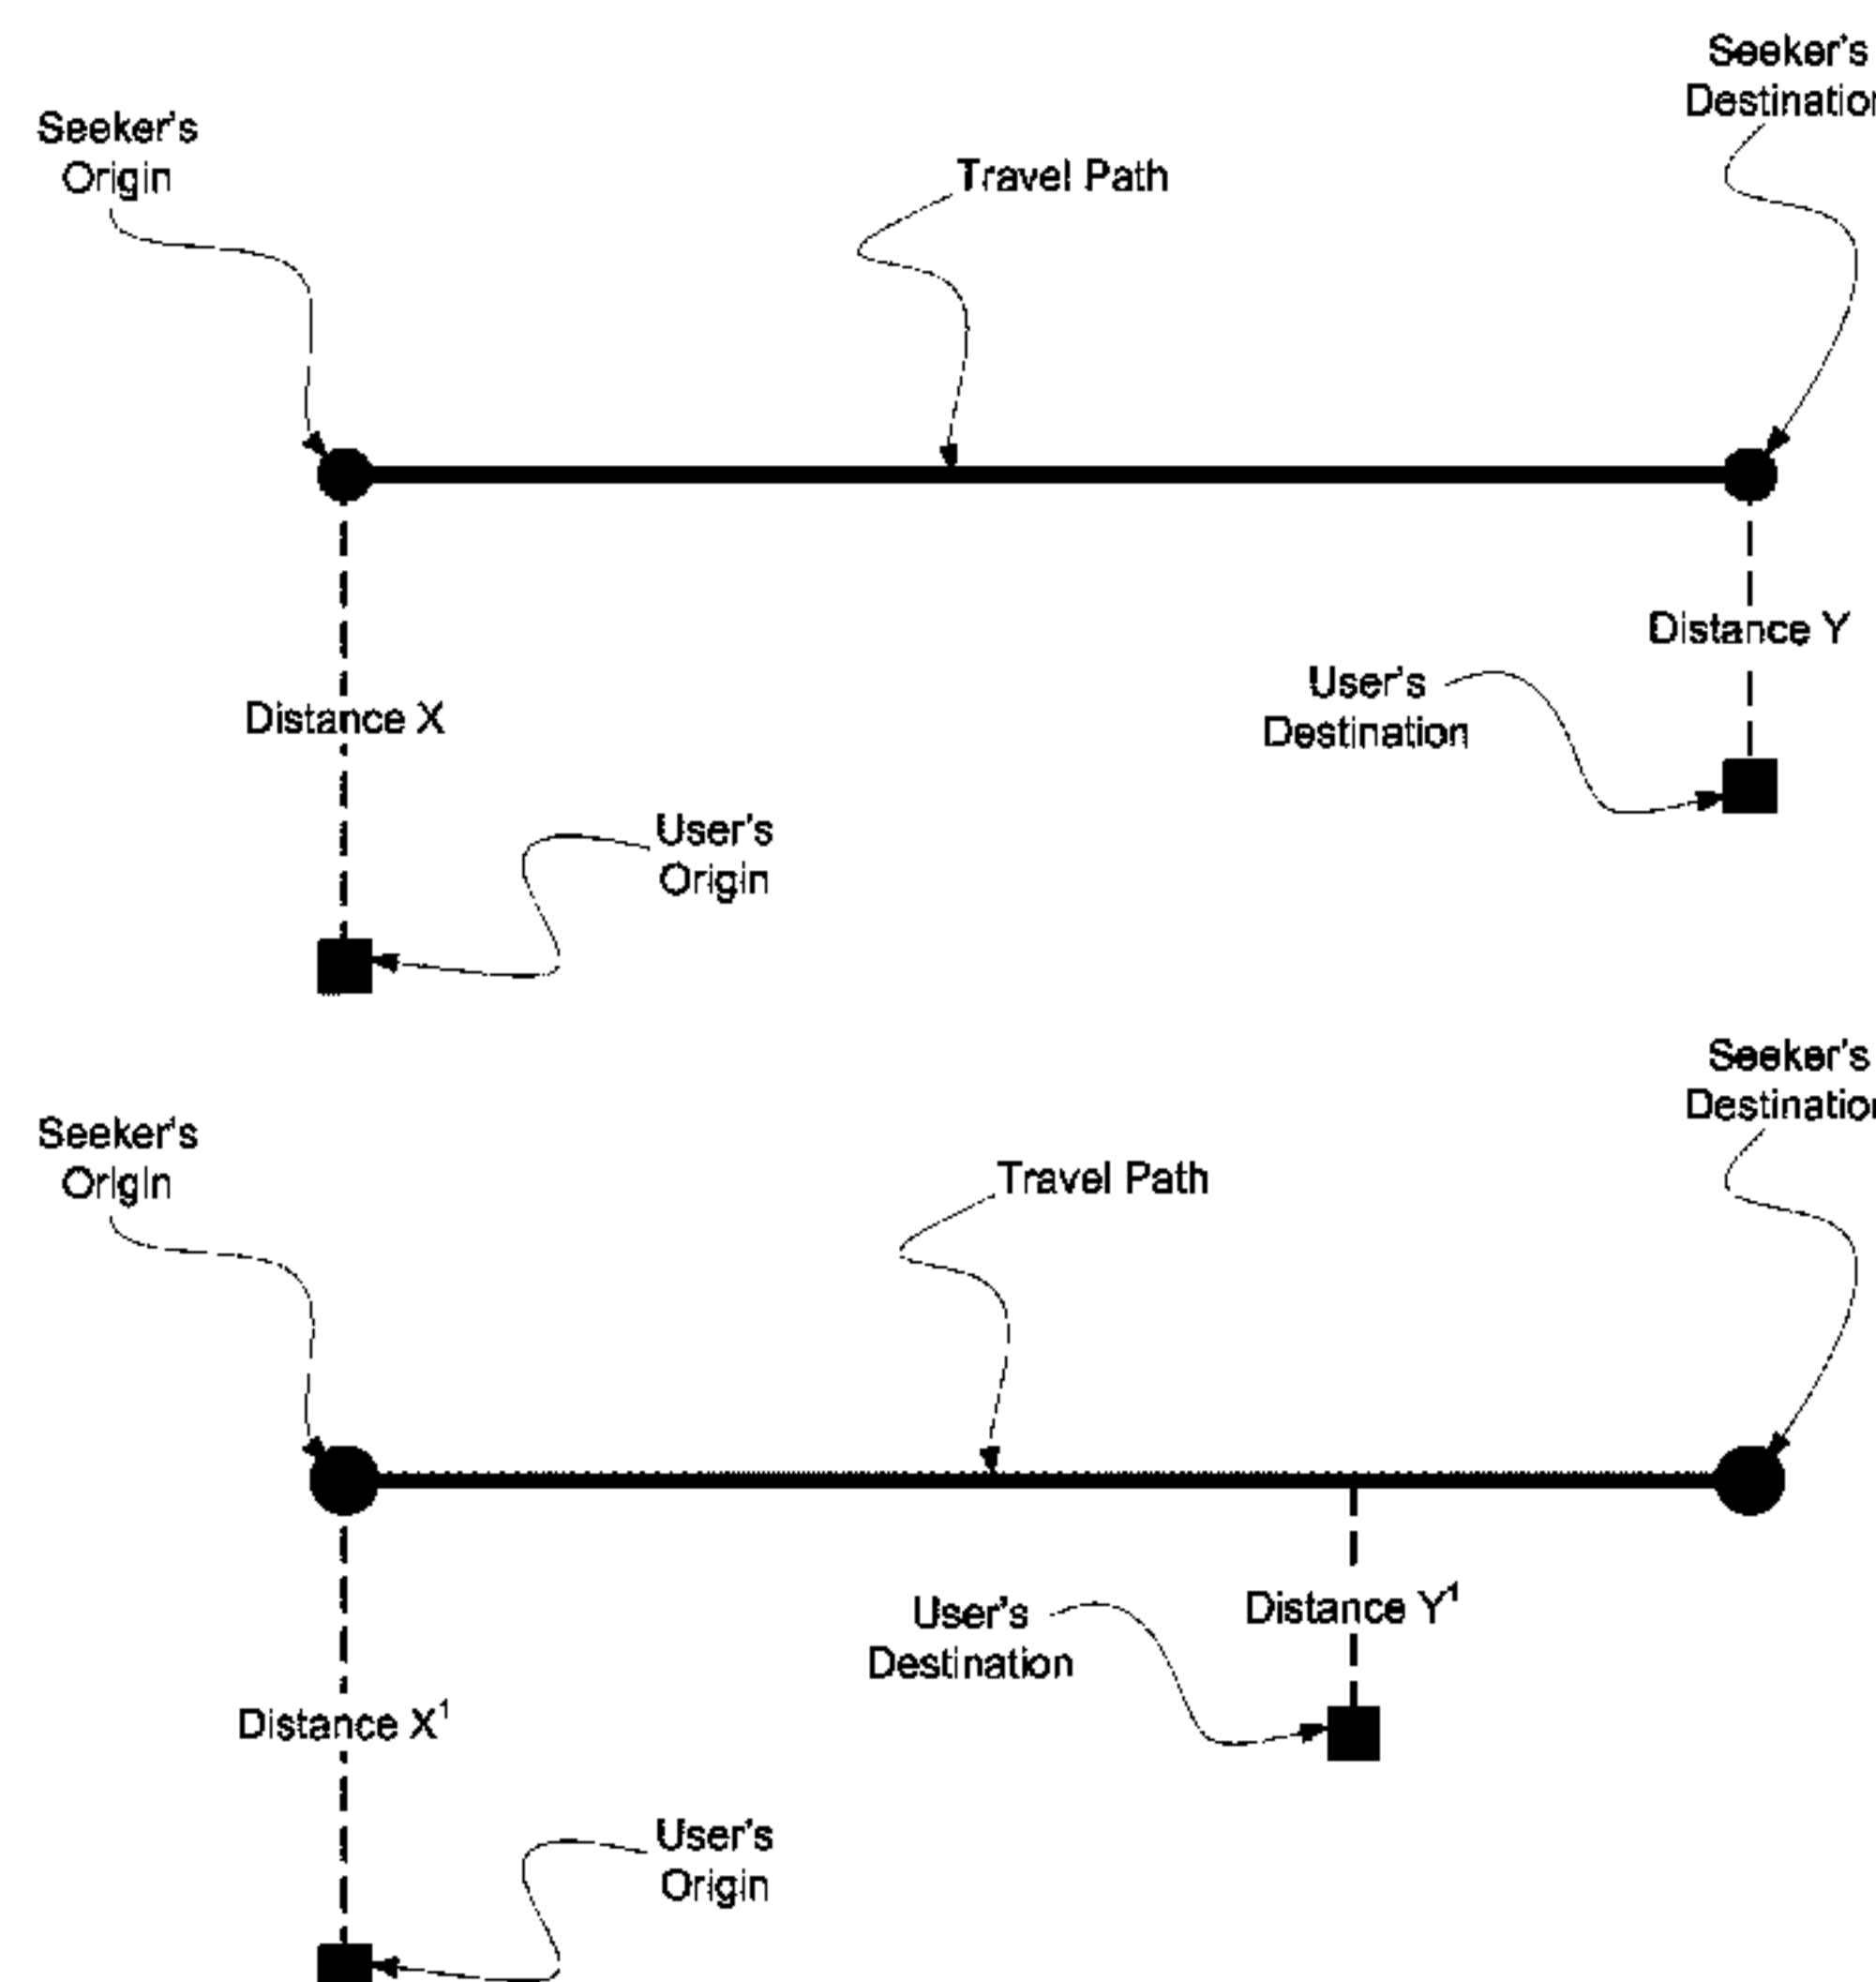 Seeker's
Destination
Seeker's
Origin
Travel Path
Distance Y
User's
Destination
Distance X
User's
Origin
Seeker's
Destination
Seeker's
Origin
Travel Path
Distance Y¹
User's
Destination
Distance X¹
User's
Origin